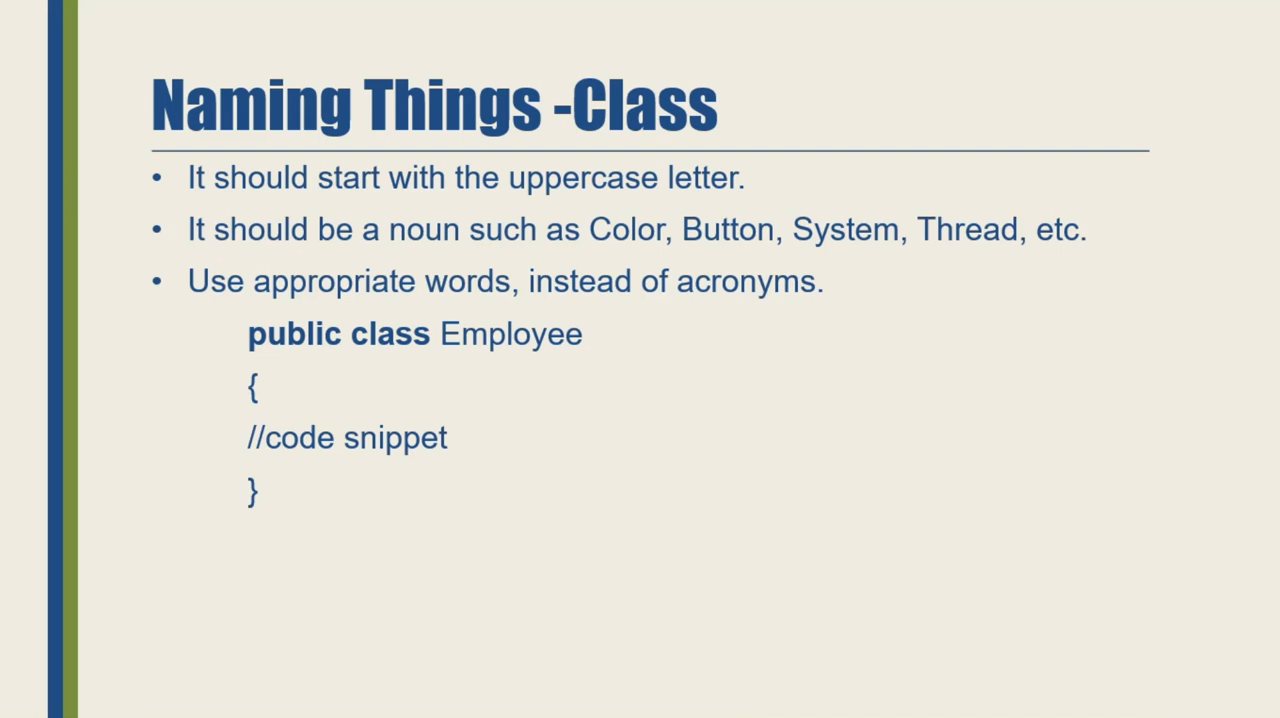 Naming Things -Class
• It should start with the uppercase letter.
• It should be a noun such as Color, Button, System, Thread, etc.
• Use appropriate words, instead of acronyms.
public class Employee
{
//code snippet
}